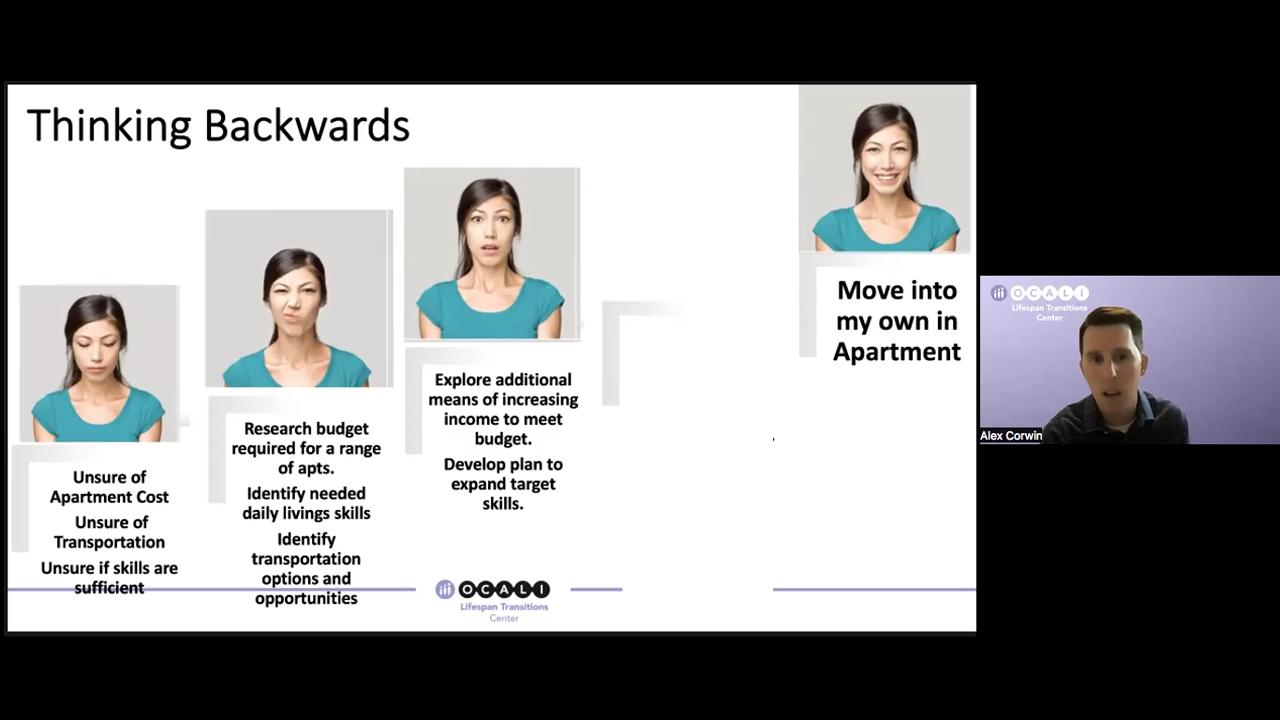 Thinking Backwards
Unsure of
Apartment Cost
Unsure of
Transportation
Unsure if skills are
sufficient
Research budget
required for a range
of apts.
Identify needed
daily livings skills
Identify
transportation
options and
opportunities
Explore additional
means of increasing
income to meet
budget.
Develop plan to
expand target
skills.
Move into
my own in
Apartment
OCALI
Lifespan Transitions
Center
OCALI
Lifespan Transitions
Center
Alex Corwin